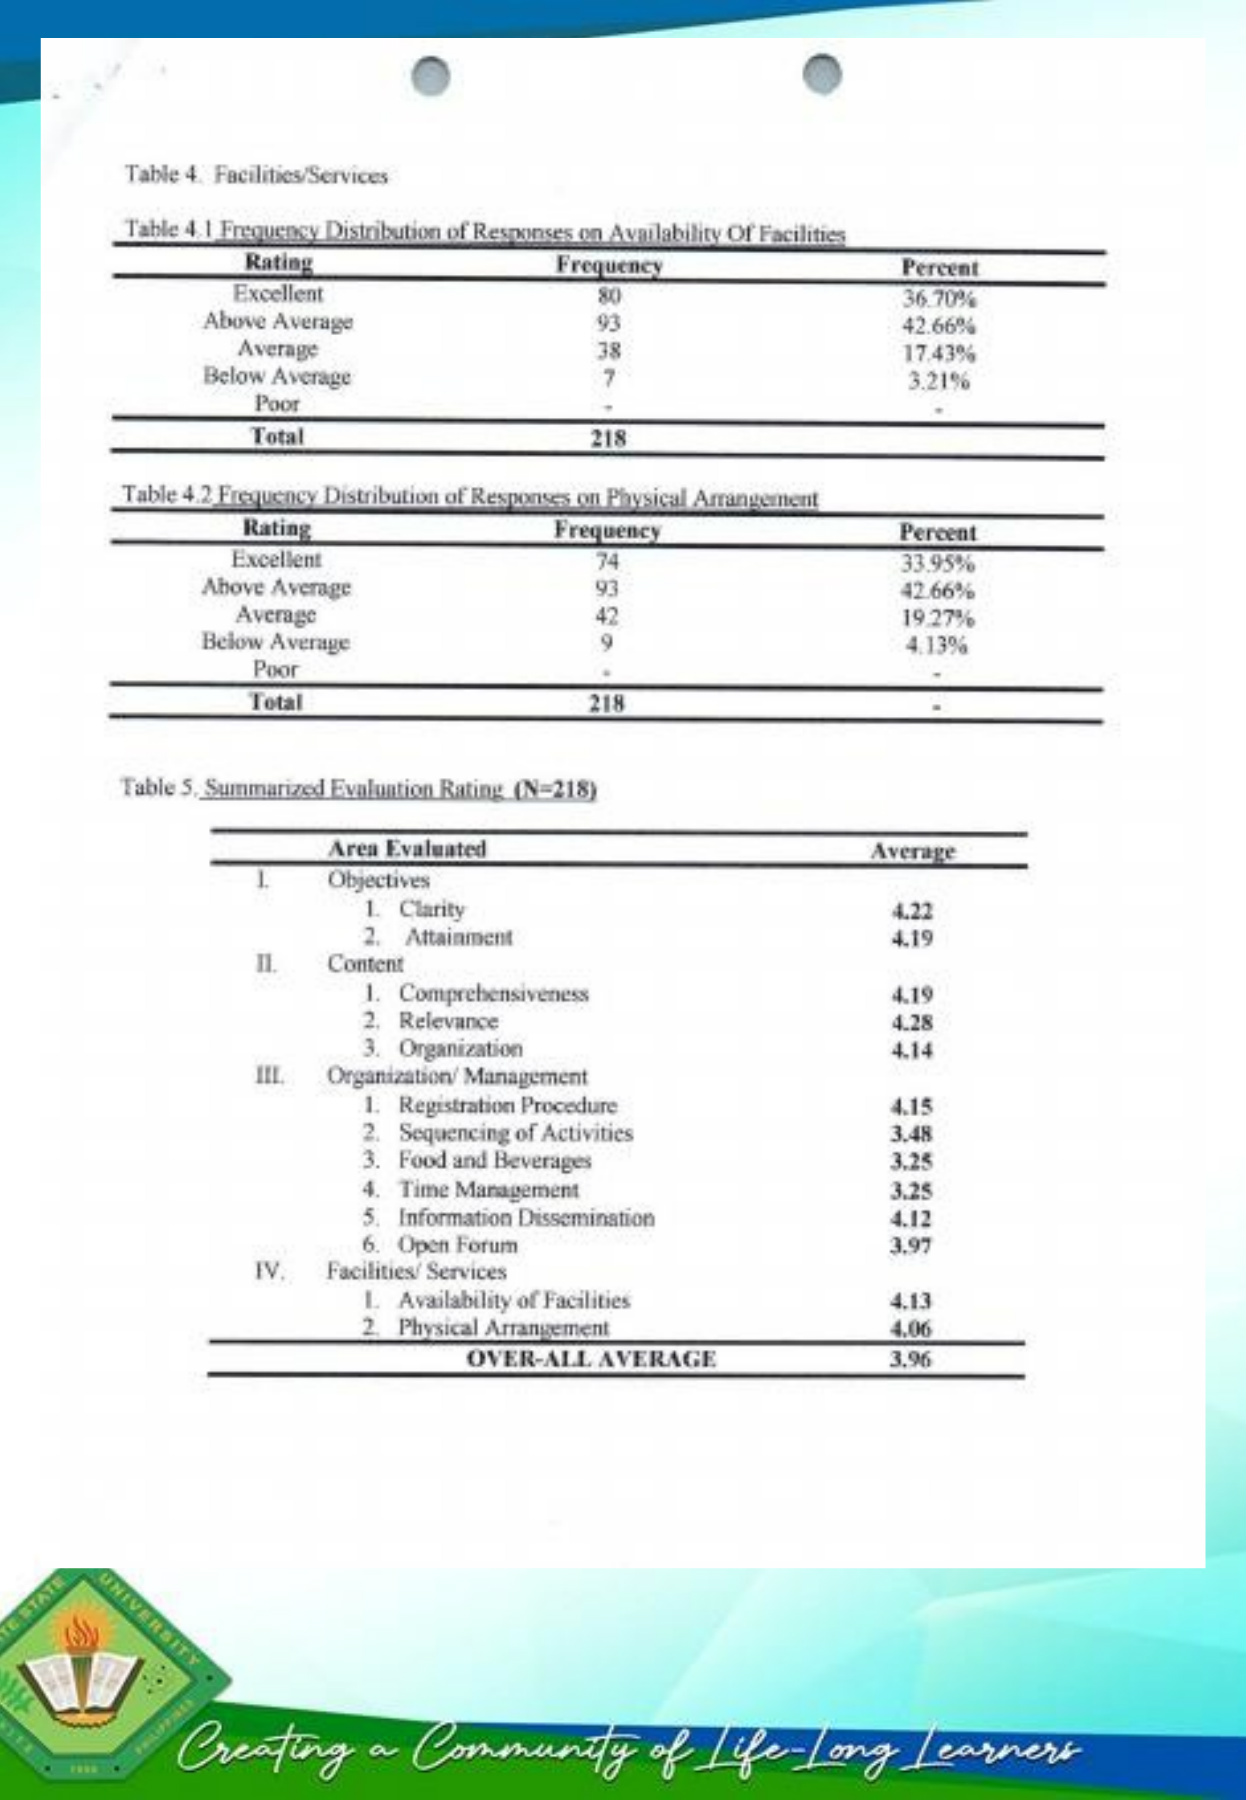 Table 4. Facilities/Services
Table 4.1 Frequency Distribution of Responses on Availability Of Facilities
Rating Frequency Percent
Excellent 80 36.70%
Above Average 93 42.66%
Average 38 17.43%
Below Average 7 3.21%
Poor - -
Total 218
Table 4.2 Frequency Distribution of Responses on Physical Arrangement
Rating Frequency Percent
Excellent 74 33.95%
Above Average 93 42.66%
Average 42 19.27%
Below Average 9 4.13%
Poor - -
Total 218 -
Table 5. Summarized Evaluation Rating (N=218)
Area Evaluated Average
I. Objectives
1. Clarity 4.22
2. Attainment 4.19
II. Content
1. Comprehensiveness 4.19
2. Relevance 4.28
3. Organization 4.14
III. Organization/ Management
1. Registration Procedure 4.15
2. Sequencing of Activities 3.48
3. Food and Beverages 3.25
4. Time Management 3.25
5. Information Dissemination 4.12
6. Open Forum 3.97
IV. Facilities/ Services
1. Availability of Facilities 4.13
2. Physical Arrangement 4.06
OVER-ALL AVERAGE 3.96
STATE UNIVERSITY
PHILIPPINES
Creating a Community of Life-Long Learners